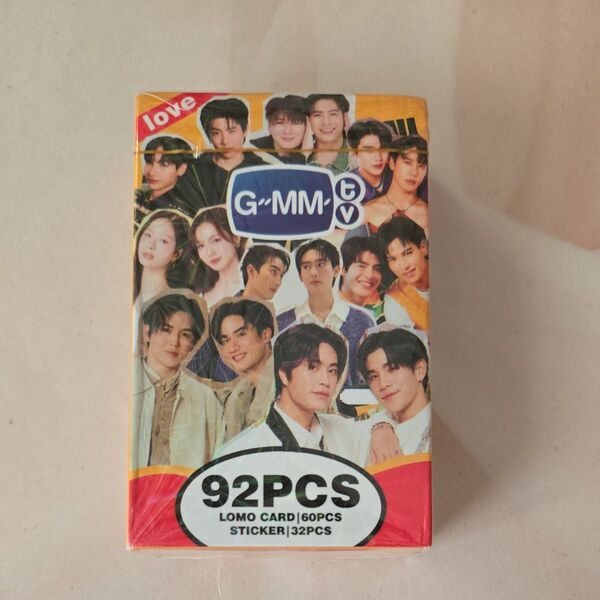 love
G"MM'
tv
92PCS
LOMO CARD|60PCS
STICKER|32PCS